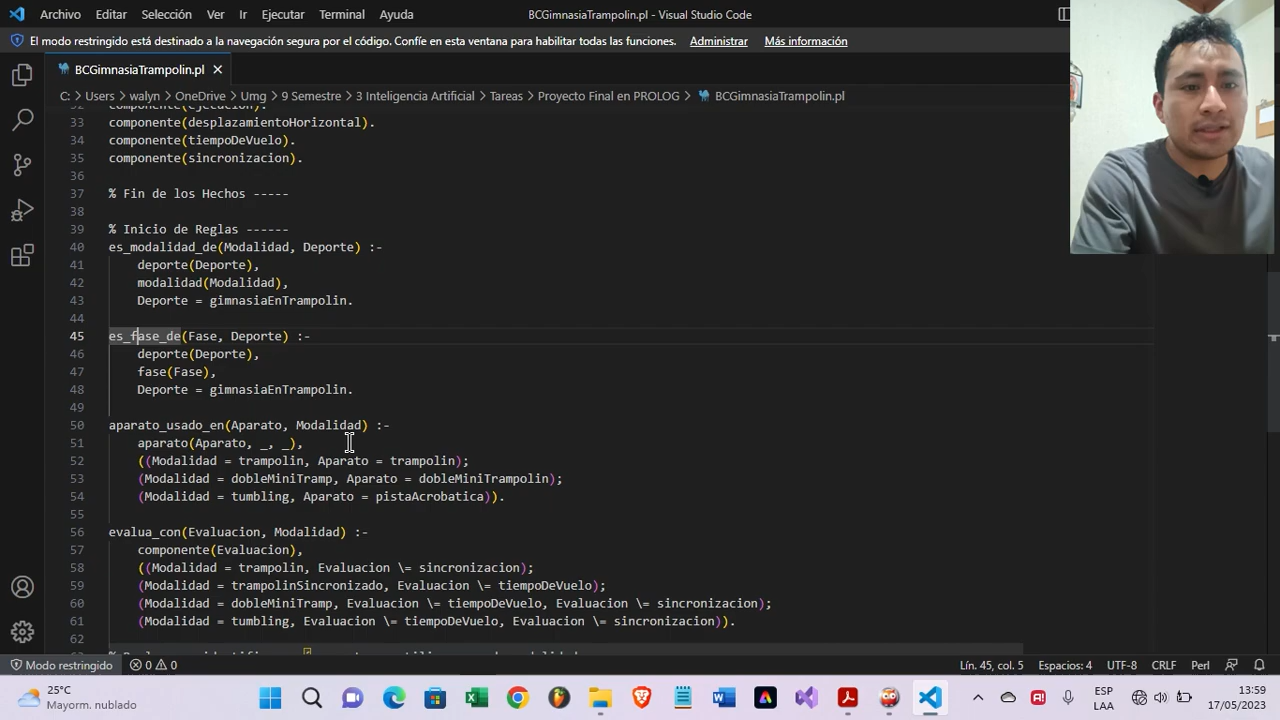 Archivo Editar Selección Ver Ir Ejecutar Terminal Ayuda
BCGimnasiaTrampolin.pl - Visual Studio Code
El modo restringido está destinado a la navegación segura por el código. Confíe en esta ventana para habilitar todas las funciones. Administrar Más información
BCGimnasiaTrampolin.pl
C: > Users > walyn > OneDrive > Umg > 9 Semestre > 3 Inteligencia Artificial > Tareas > Proyecto Final en PROLOG > BCGimnasiaTrampolin.pl
32 componente(ejecucion).
33 componente(desplazamientoHorizontal).
34 componente(tiempoDeVuelo).
35 componente(sincronizacion).
36
37 % Fin de los Hechos -----
38
39 % Inicio de Reglas ------
40 es_modalidad_de(Modalidad, Deporte) :-
41 deporte(Deporte),
42 modalidad(Modalidad),
43 Deporte = gimnasiaEnTrampolin.
44
45 es_fase_de(Fase, Deporte) :-
46 deporte(Deporte),
47 fase(Fase),
48 Deporte = gimnasiaEnTrampolin.
49
50 aparato_usado_en(Aparato, Modalidad) :-
51 aparato(Aparato, _, _),
52 ((Modalidad = trampolin, Aparato = trampolin);
53 (Modalidad = dobleMiniTramp, Aparato = dobleMiniTrampolin);
54 (Modalidad = tumbling, Aparato = pistaAcrobatica)).
55
56 evalua_con(Evaluacion, Modalidad) :-
57 componente(Evaluacion),
58 ((Modalidad = trampolin, Evaluacion \= sincronizacion);
59 (Modalidad = trampolinSincronizado, Evaluacion \= tiempoDeVuelo);
60 (Modalidad = dobleMiniTramp, Evaluacion \= tiempoDeVuelo, Evaluacion \= sincronizacion);
61 (Modalidad = tumbling, Evaluacion \= tiempoDeVuelo, Evaluacion \= sincronizacion)).
62
Modo restringido 0 0 Lín. 45, col. 5 Espacios: 4 UTF-8 CRLF Perl
25°C
Mayorm. nublado
ESP
LAA
13:59
17/05/2023